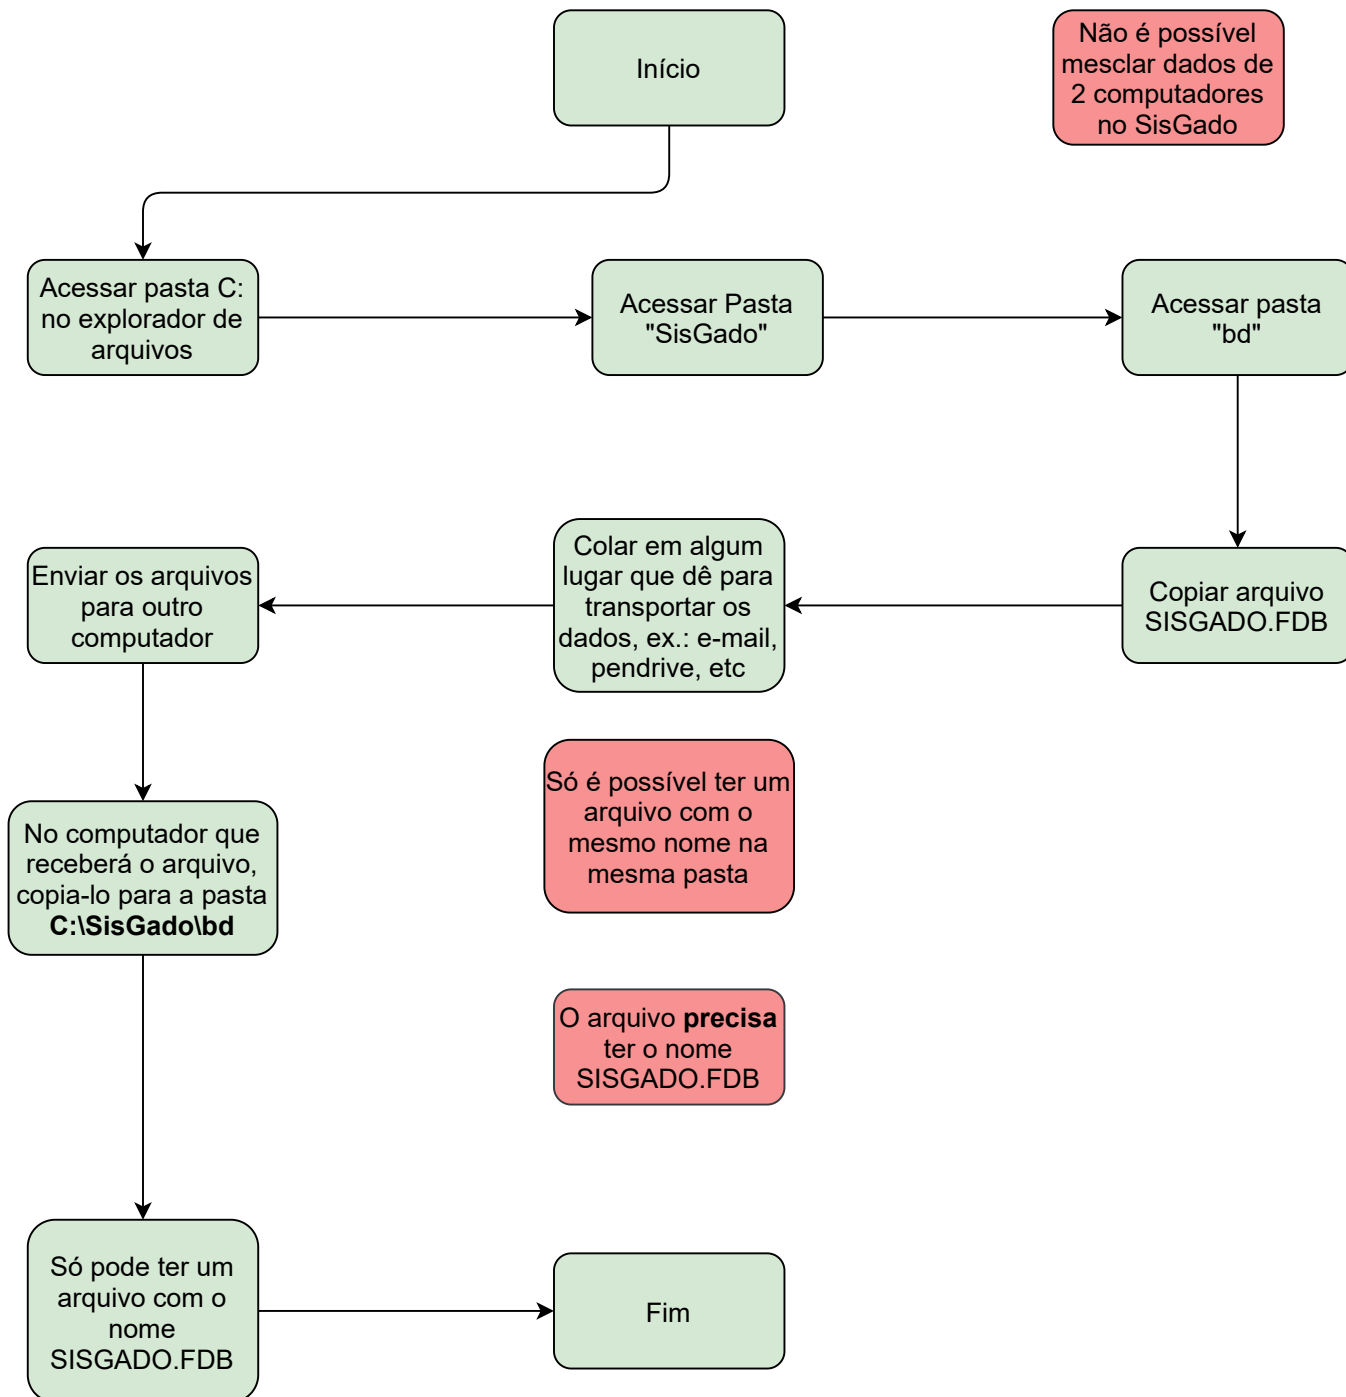 Início
Não é possível
mesclar dados de
2 computadores
no SisGado
Acessar pasta C:
no explorador de
arquivos
Acessar Pasta
"SisGado"
Acessar pasta
"bd"
Copiar arquivo
SISGADO.FDB
Colar em algum
lugar que dê para
transportar os
dados, ex.: e-mail,
pendrive, etc
Enviar os arquivos
para outro
computador
Só é possível ter um
arquivo com o
mesmo nome na
mesma pasta
No computador que
receberá o arquivo,
copia-lo para a pasta
C:\SisGado\bd
O arquivo precisa
ter o nome
SISGADO.FDB
Só pode ter um
arquivo com o
nome
SISGADO.FDB
Fim